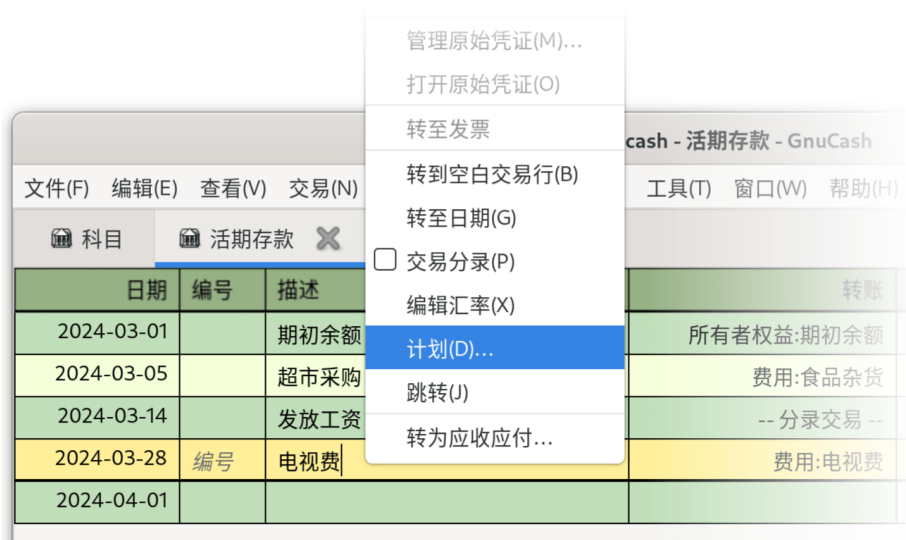 管理原始凭证(M)...
打开原始凭证(O)
转至发票
转到空白交易行(B)
转至日期(G)
交易分录(P)
编辑汇率(X)
计划(D)...
跳转(J)
转为应收应付...
cash - 活期存款 - GnuCash
文件(F) 编辑(E) 查看(V) 交易(N) 工具(T) 窗口(W) 帮助(H)
科目 活期存款
日期 编号 描述 转账
2024-03-01 期初余额 所有者权益:期初余额
2024-03-05 超市采购 费用:食品杂货
2024-03-14 发放工资 -- 分录交易 --
2024-03-28 编号 电视费 费用:电视费
2024-04-01